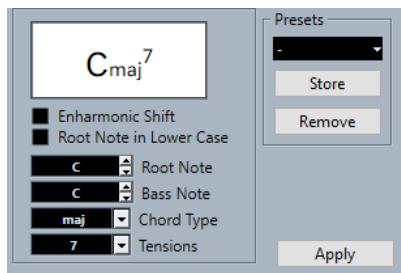 Cmaj7
Enharmonic Shift
Root Note in Lower Case
C Root Note
C Bass Note
maj Chord Type
7 Tensions
Presets
-
Store
Remove
Apply